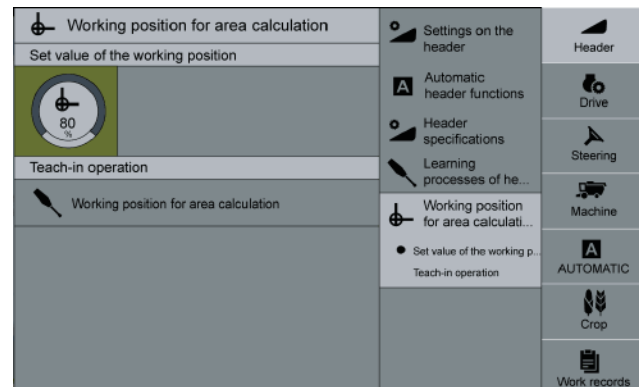 Working position for area calculation
Set value of the working position
80
%
Teach-in operation
Working position for area calculation
Settings on the
header
A
Automatic
header functions
Header
specifications
Learning
processes of he...
Working position
for area calculati...
Set value of the working p...
Teach-in operation
Header
Drive
Steering
Machine
A
AUTOMATIC
Crop
Work records